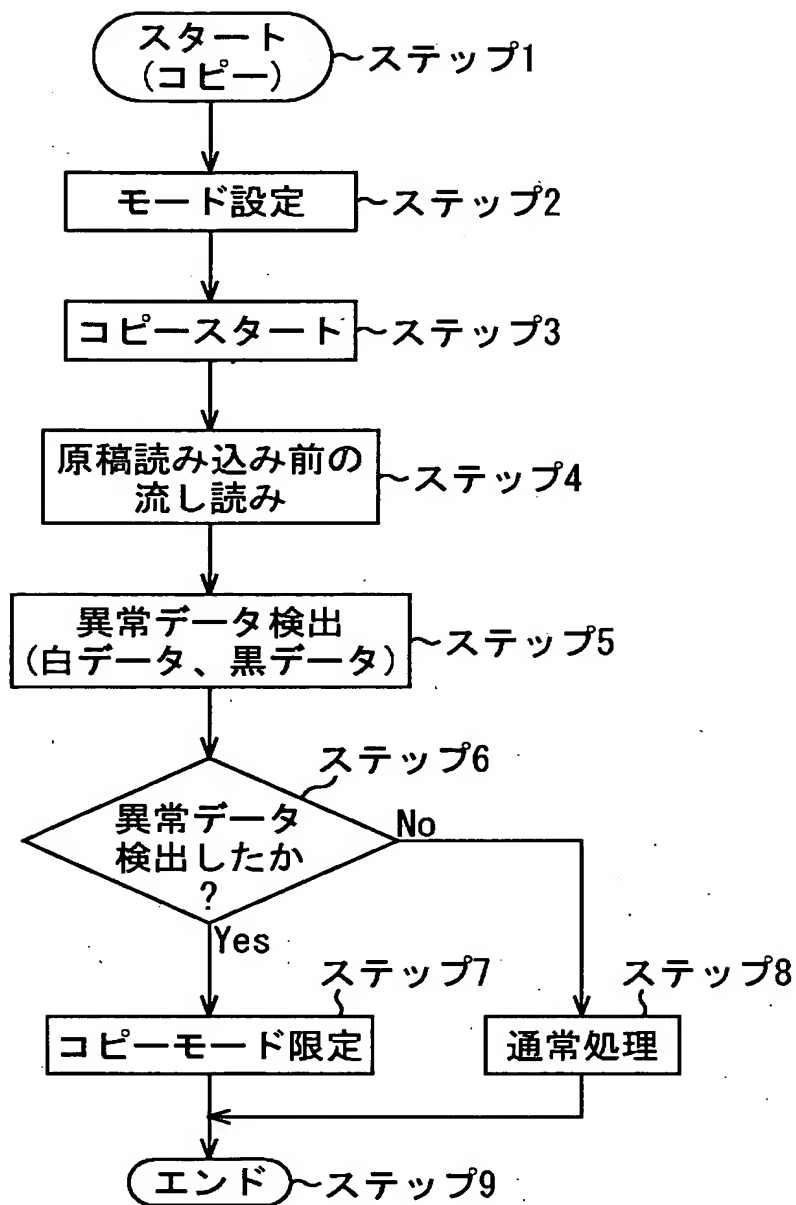 スタート
(コピー)
ステップ1
モード設定
ステップ2
コピースタート
ステップ3
原稿読み込み前の
流し読み
ステップ4
異常データ検出
(白データ、黒データ)
ステップ5
ステップ6
異常データ
検出したか
?
No
Yes
ステップ7
コピーモード限定
ステップ8
通常処理
エンド
ステップ9